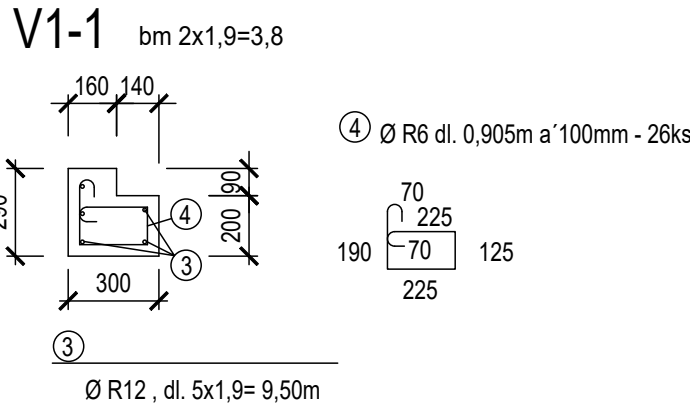 V1-1 bm 2x1,9=3,8
160 140
4 Ø R6 dl. 0,905m a´100mm - 26ks
90
200
4
3
300
70
225
190 70 125
225
3
Ø R12 , dl. 5x1,9= 9,50m